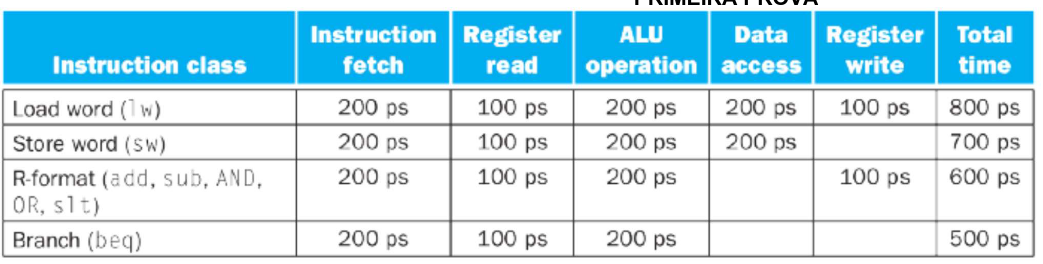 PRIMEIRA PROVA
Instruction class Instruction fetch Register read ALU operation Data access Register write Total time
Load word (lw) 200 ps 100 ps 200 ps 200 ps 100 ps 800 ps
Store word (sw) 200 ps 100 ps 200 ps 200 ps 700 ps
R-format (add, sub, AND, OR, slt) 200 ps 100 ps 200 ps 100 ps 600 ps
Branch (beq) 200 ps 100 ps 200 ps 500 ps